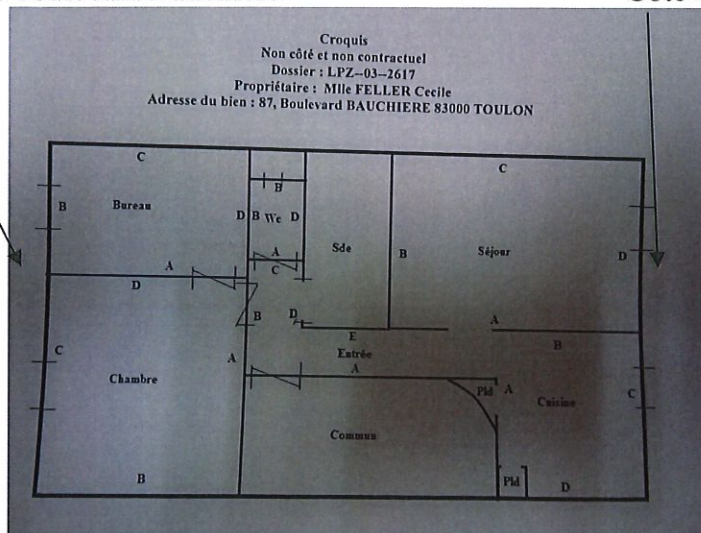 Croquis
Non côté et non contractuel
Dossier : LPZ--03--2617
Propriétaire : Mlle FELLER Cecile
Adresse du bien : 87, Boulevard BAUCHIERE 83000 TOULON
C
C
B
B
Bureau
D
B
Wc
D
Sde
B
Séjour
D
A
A
C
D
B
D
E
A
B
C
Chambre
A
Entrée
A
Pld
A
Cuisine
C
Commun
B
Pld
D